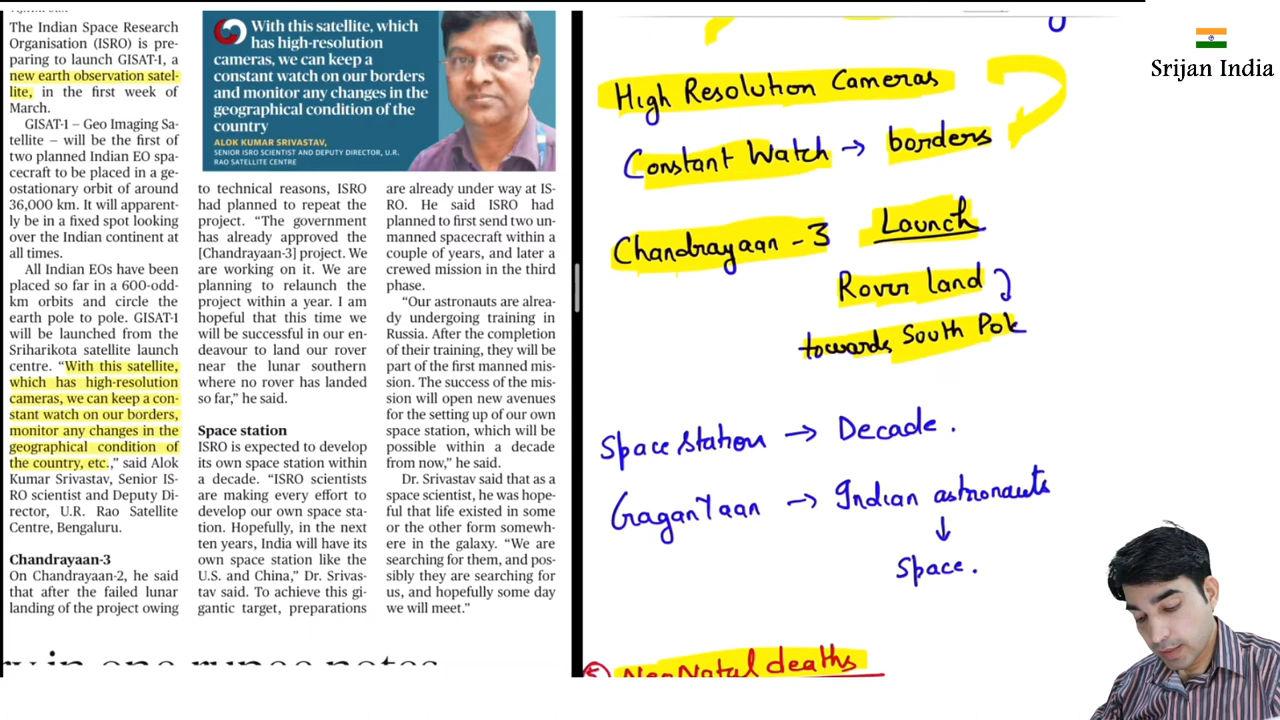 The Indian Space Research
Organisation (ISRO) is pre-
paring to launch GISAT-1, a
new earth observation satel-
lite, in the first week of
March.
GISAT-1 – Geo Imaging Sa-
tellite – will be the first of
two planned Indian EO spa-
cecraft to be placed in a ge-
ostationary orbit of around
36,000 km. It will apparent-
ly be in a fixed spot looking
over the Indian continent at
all times.
All Indian EOs have been
placed so far in a 600-odd-
km orbits and circle the
earth pole to pole. GISAT-1
will be launched from the
Sriharikota satellite launch
centre. “With this satellite,
which has high-resolution
cameras, we can keep a con-
stant watch on our borders,
monitor any changes in the
geographical condition of
the country, etc.,” said Alok
Kumar Srivastav, Senior IS-
RO scientist and Deputy Di-
rector, U.R. Rao Satellite
Centre, Bengaluru.
Chandrayaan-3
On Chandrayaan-2, he said
that after the failed lunar
landing of the project owing
With this satellite, which
has high-resolution
cameras, we can keep a
constant watch on our borders
and monitor any changes in the
geographical condition of the
country
ALOK KUMAR SRIVASTAV,
SENIOR ISRO SCIENTIST AND DEPUTY DIRECTOR, U.R.
RAO SATELLITE CENTRE
to technical reasons, ISRO
had planned to repeat the
project. “The government
has already approved the
[Chandrayaan-3] project. We
are working on it. We are
planning to relaunch the
project within a year. I am
hopeful that this time we
will be successful in our en-
deavour to land our rover
near the lunar southern
where no rover has landed
so far,” he said.
Space station
ISRO is expected to develop
its own space station within
a decade. “ISRO scientists
are making every effort to
develop our own space sta-
tion. Hopefully, in the next
ten years, India will have its
own space station like the
U.S. and China,” Dr. Srivas-
tav said. To achieve this gi-
gantic target, preparations
are already under way at IS-
RO. He said ISRO had
planned to first send two un-
manned spacecraft within a
couple of years, and later a
crewed mission in the third
phase.
“Our astronauts are alrea-
dy undergoing training in
Russia. After the completion
of their training, they will be
part of the first manned mis-
sion. The success of the mis-
sion will open new avenues
for the setting up of our own
space station, which will be
possible within a decade
from now,” he said.
Dr. Srivastav said that as a
space scientist, he was hope-
ful that life existed in some
or the other form somewh-
ere in the galaxy. “We are
searching for them, and pos-
sibly they are searching for
us, and hopefully some day
we will meet.”
High Resolution Cameras
Constant Watch → borders
Chandrayaan - 3 Launch
Rover land
towards South Pole
Space station → Decade.
GaganYaan → Indian astronauts
↓
Space.
5) NeoNatal deaths
Srijan India